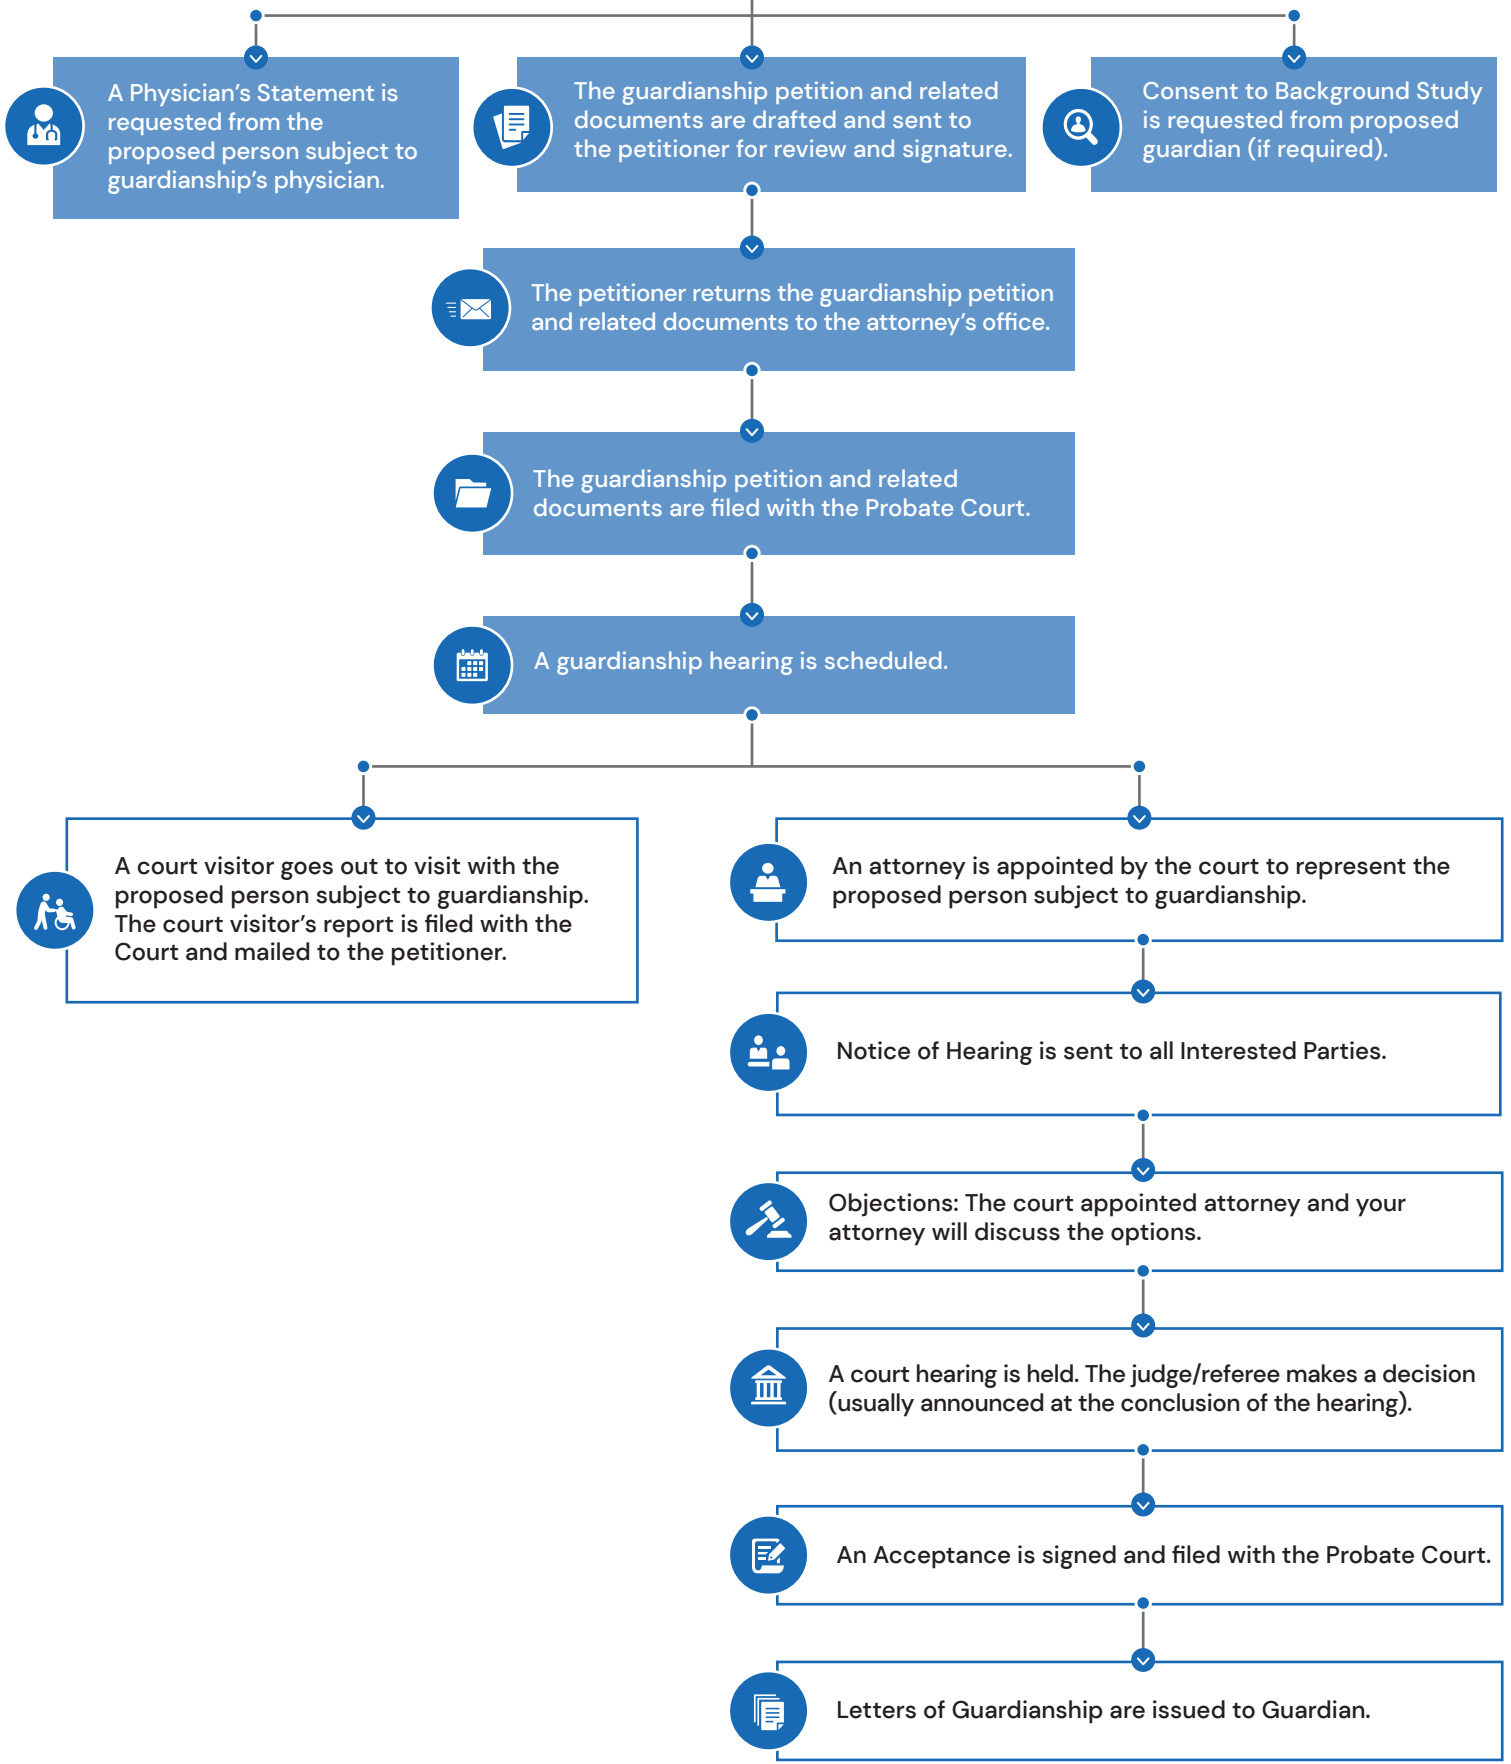 A Physician's Statement is
requested from the
proposed person subject to
guardianship's physician.
The guardianship petition and related
documents are drafted and sent to
the petitioner for review and signature.
Consent to Background Study
is requested from proposed
guardian (if required).
The petitioner returns the guardianship petition
and related documents to the attorney's office.
The guardianship petition and related
documents are filed with the Probate Court.
A guardianship hearing is scheduled.
A court visitor goes out to visit with the
proposed person subject to guardianship.
The court visitor's report is filed with the
Court and mailed to the petitioner.
An attorney is appointed by the court to represent the
proposed person subject to guardianship.
Notice of Hearing is sent to all Interested Parties.
Objections: The court appointed attorney and your
attorney will discuss the options.
A court hearing is held. The judge/referee makes a decision
(usually announced at the conclusion of the hearing).
An Acceptance is signed and filed with the Probate Court.
Letters of Guardianship are issued to Guardian.